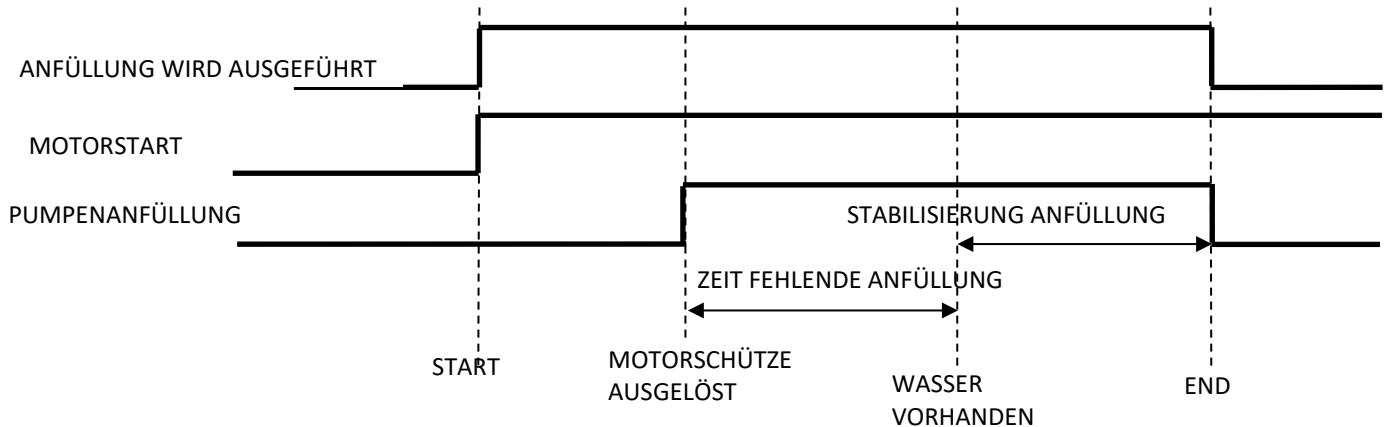 ANFÜLLUNG WIRD AUSGEFÜHRT
MOTORSTART
PUMPENANFÜLLUNG
STABILISIERUNG ANFÜLLUNG
ZEIT FEHLENDE ANFÜLLUNG
START
MOTORSCHÜTZE
AUSGELÖST
WASSER
VORHANDEN
END